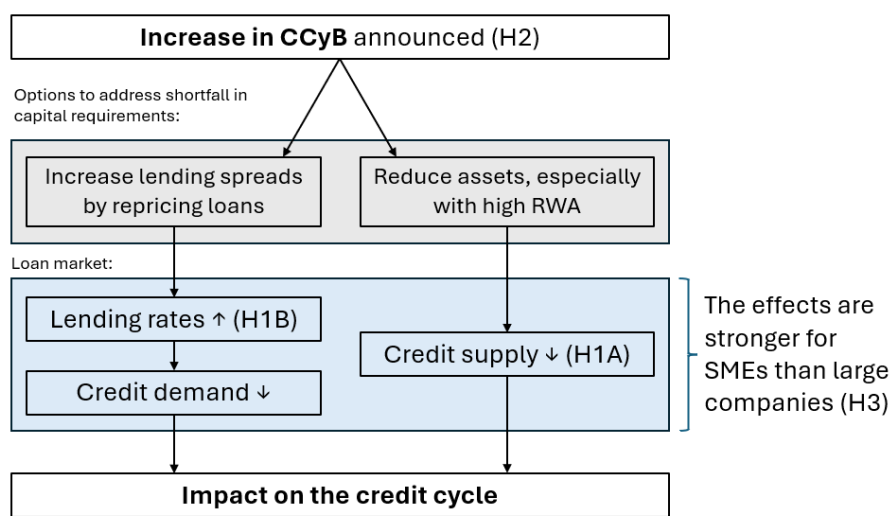 Increase in CCyB announced (H2)
Options to address shortfall in
capital requirements:
Increase lending spreads
by repricing loans
Reduce assets, especially
with high RWA
Loan market:
Lending rates ↑ (H1B)
Credit demand ↓
Credit supply ↓ (H1A)
The effects are
stronger for
SMEs than large
companies (H3)
Impact on the credit cycle